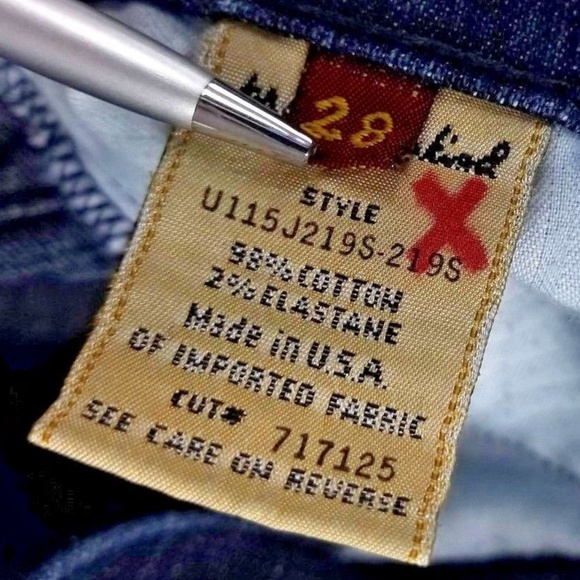 28
STYLE
U115J219S-219S
98% COTTON
2% ELASTANE
Made in U.S.A.
OF IMPORTED FABRIC
CUT# 717125
SEE CARE ON REVERSE